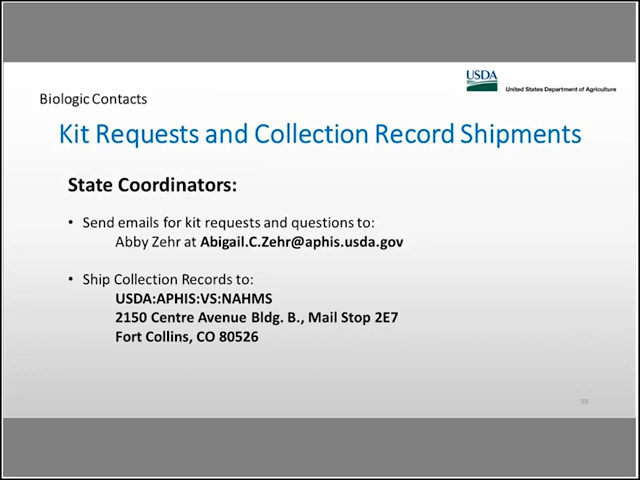 USDA
United States Department of Agriculture
Biologic Contacts
Kit Requests and Collection Record Shipments
State Coordinators:
• Send emails for kit requests and questions to:
Abby Zehr at Abigail.C.Zehr@aphis.usda.gov
• Ship Collection Records to:
USDA:APHIS:VS:NAHMS
2150 Centre Avenue Bldg. B., Mail Stop 2E7
Fort Collins, CO 80526
39